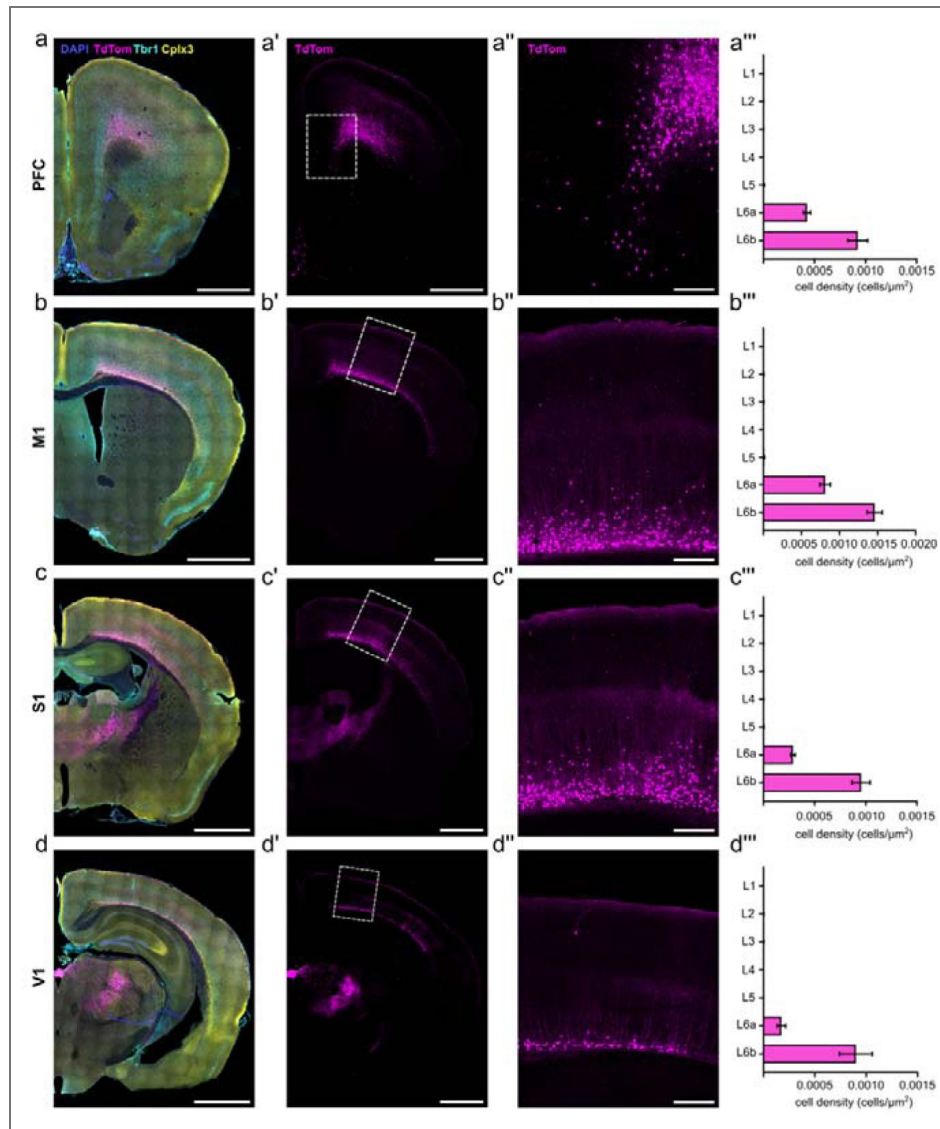 a
DAPI TdTom Tbr1 Cplx3
a'
TdTom
a''
TdTom
a'''
PFC
L1
L2
L3
L4
L5
L6a
L6b
0.0005 0.0010 0.0015
cell density (cells/µm²)
b
b'
b''
b'''
M1
L1
L2
L3
L4
L5
L6a
L6b
0.0005 0.0010 0.0015 0.0020
cell density (cells/µm²)
c
c'
c''
c'''
S1
L1
L2
L3
L4
L5
L6a
L6b
0.0005 0.0010 0.0015
cell density (cells/µm²)
d
d'
d''
d'''
V1
L1
L2
L3
L4
L5
L6a
L6b
0.0005 0.0010 0.0015
cell density (cells/µm²)